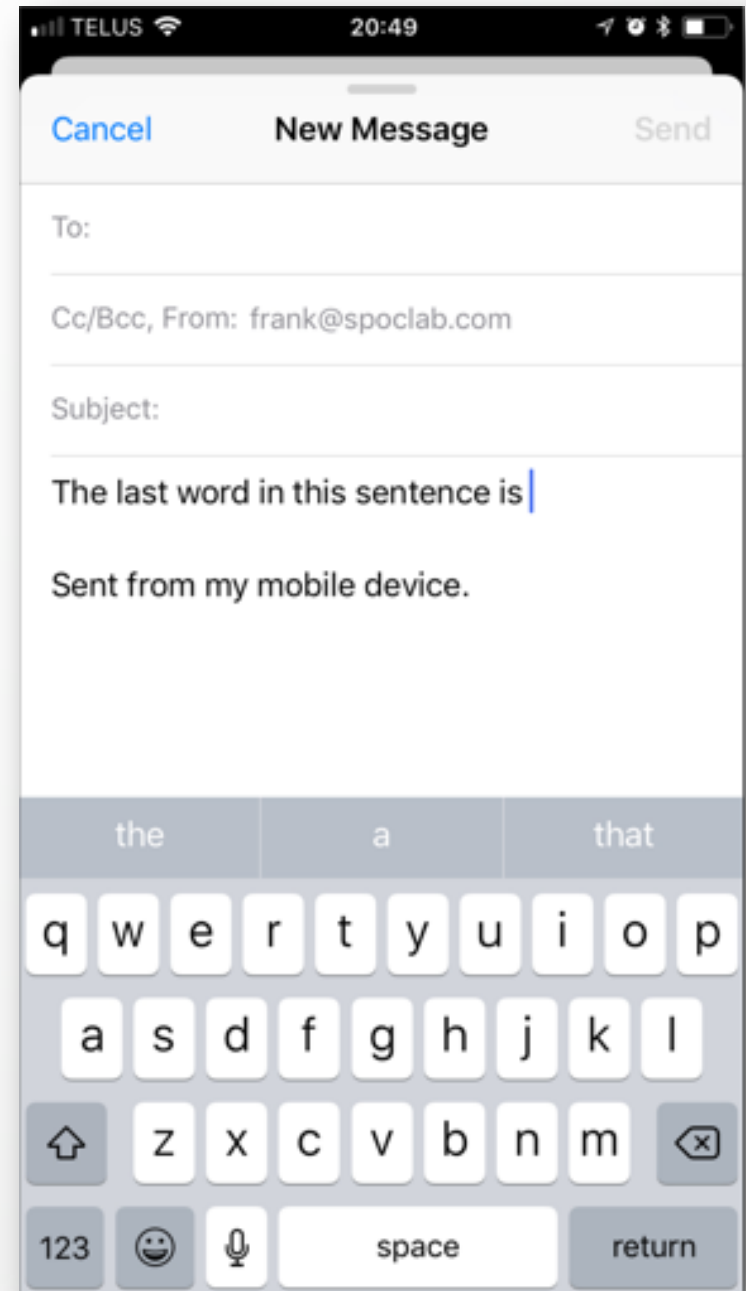 TELUS 20:49
Cancel New Message Send
To:
Cc/Bcc, From: frank@spoclab.com
Subject:
The last word in this sentence is
Sent from my mobile device.
the a that
q w e r t y u i o p
a s d f g h j k l
z x c v b n m
123 space return